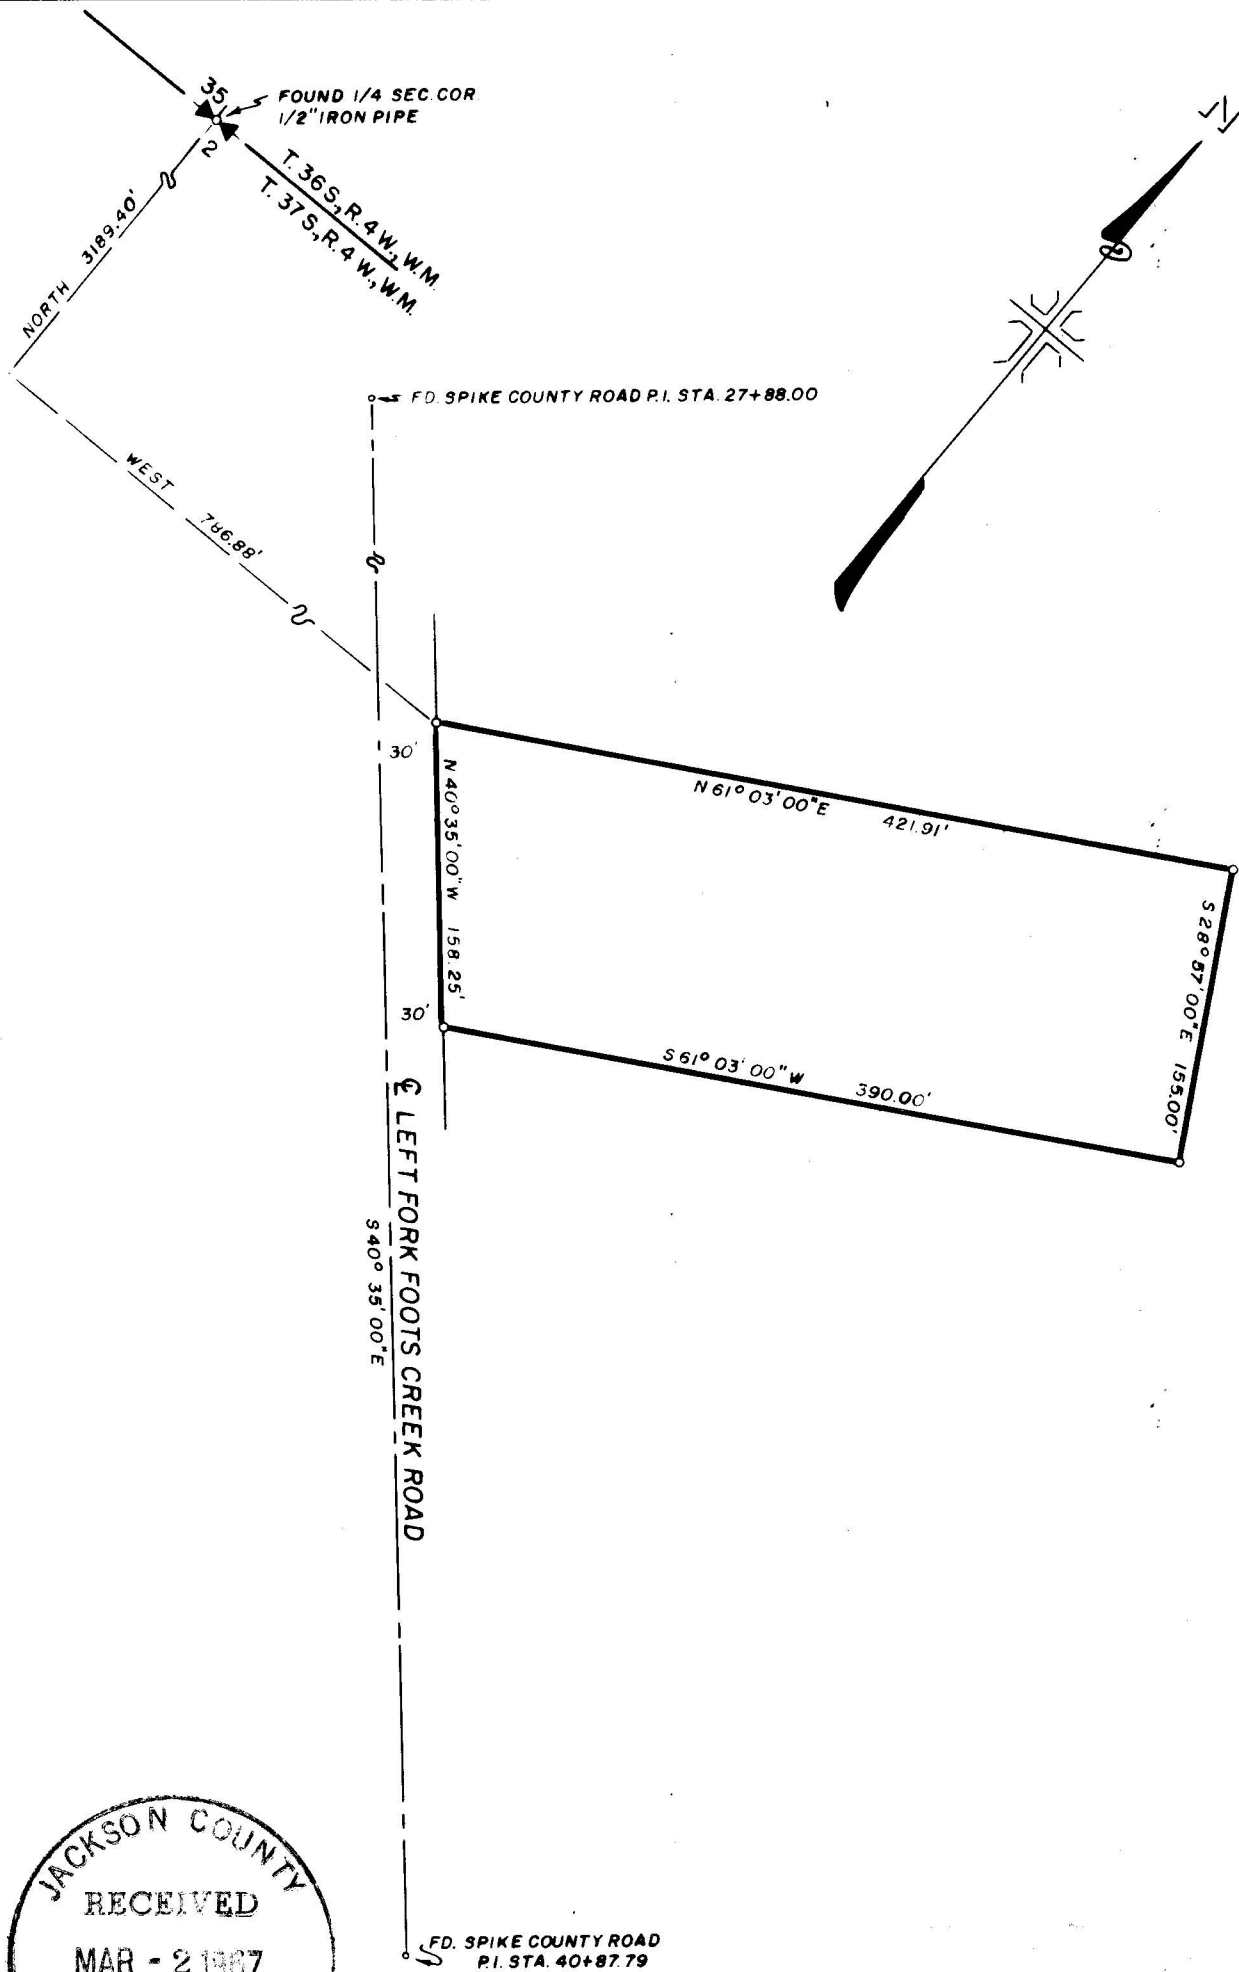 35
FOUND 1/4 SEC. COR.
1/2" IRON PIPE
2
T. 36 S., R. 4 W., W.M.
T. 37 S., R. 4 W., W.M.
N
NORTH 3189.40'
FD. SPIKE COUNTY ROAD P.I. STA. 27+88.00
WEST 786.88'
30'
N 40° 35' 00" W 158.25'
N 61° 03' 00" E 421.91'
S 28° 57' 00" E 155.00'
30'
S 61° 03' 00" W 390.00'
℄ LEFT FORK FOOTS CREEK ROAD
S 40° 35' 00" E
JACKSON COUNTY
RECEIVED
MAR - 2 1967
FD. SPIKE COUNTY ROAD
P.I. STA. 40+87.79